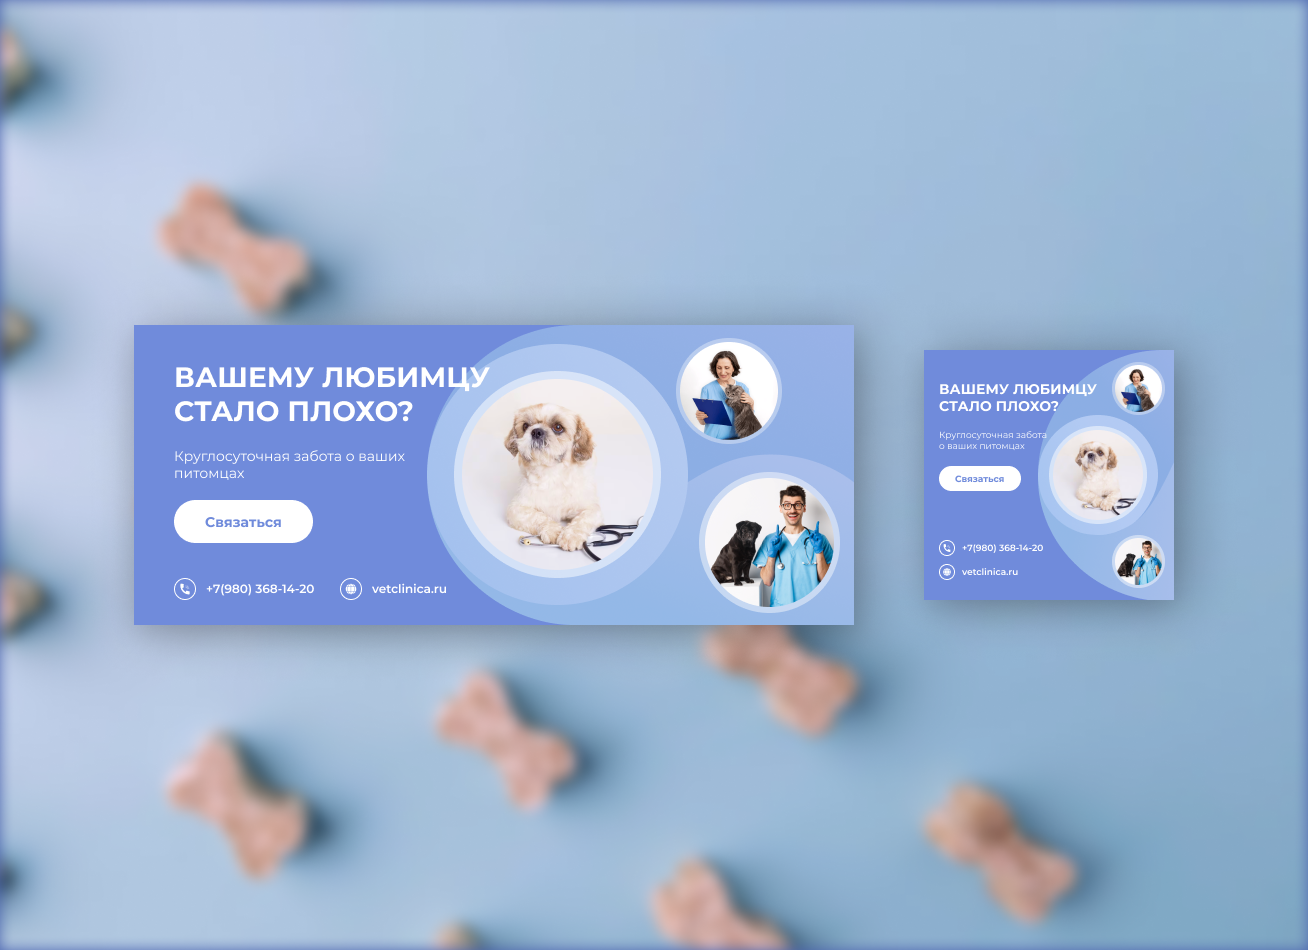 ВАШЕМУ ЛЮБИМЦУ
СТАЛО ПЛОХО?
Круглосуточная забота о ваших
питомцах
Связаться
+7(980) 368-14-20
vetclinica.ru
ВАШЕМУ ЛЮБИМЦУ
СТАЛО ПЛОХО?
Круглосуточная забота
о ваших питомцах
Связаться
+7(980) 368-14-20
vetclinica.ru